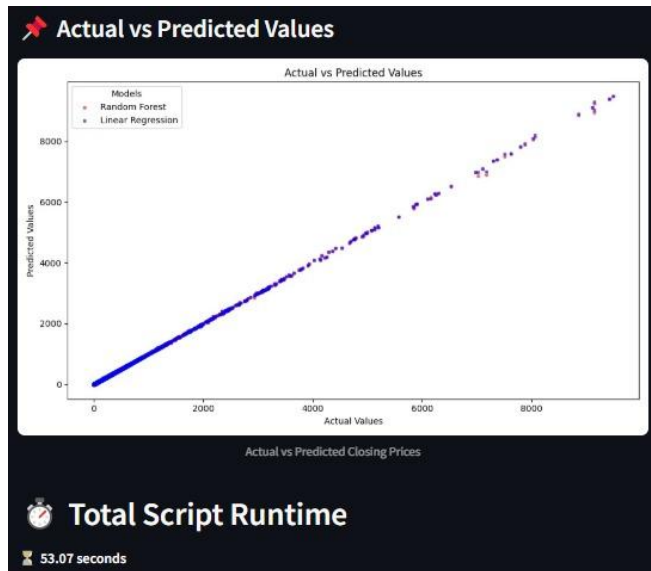 Actual vs Predicted Values
Actual vs Predicted Values
Models
Random Forest
Linear Regression
8000
6000
4000
2000
0
Predicted Values
0 2000 4000 6000 8000
Actual Values
Actual vs Predicted Closing Prices
Total Script Runtime
53.07 seconds